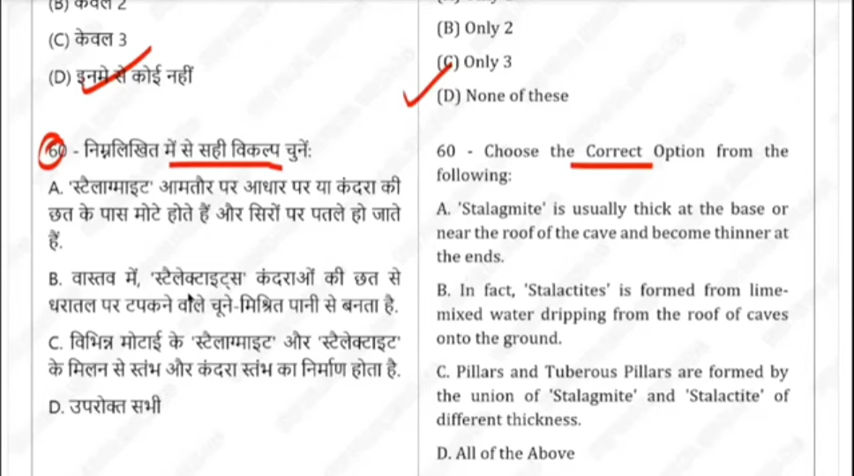 (B) केवल 2
(C) केवल 3
(D) इनमे से कोई नहीं
60 - निम्नलिखित में से सही विकल्प चुनें:
A. 'स्टैलाग्माइट' आमतौर पर आधार पर या कंदरा की
छत के पास मोटे होते हैं और सिरों पर पतले हो जाते
हैं.
B. वास्तव में, 'स्टैलेक्टाइट्स' कंदराओं की छत से
धरातल पर टपकने वाले चूने-मिश्रित पानी से बनता है.
C. विभिन्न मोटाई के 'स्टैलाग्माइट' और 'स्टैलेक्टाइट'
के मिलन से स्तंभ और कंदरा स्तंभ का निर्माण होता है.
D. उपरोक्त सभी
(B) Only 2
(C) Only 3
(D) None of these
60 - Choose the Correct Option from the
following:
A. 'Stalagmite' is usually thick at the base or
near the roof of the cave and become thinner at
the ends.
B. In fact, 'Stalactites' is formed from lime-
mixed water dripping from the roof of caves
onto the ground.
C. Pillars and Tuberous Pillars are formed by
the union of 'Stalagmite' and 'Stalactite' of
different thickness.
D. All of the Above